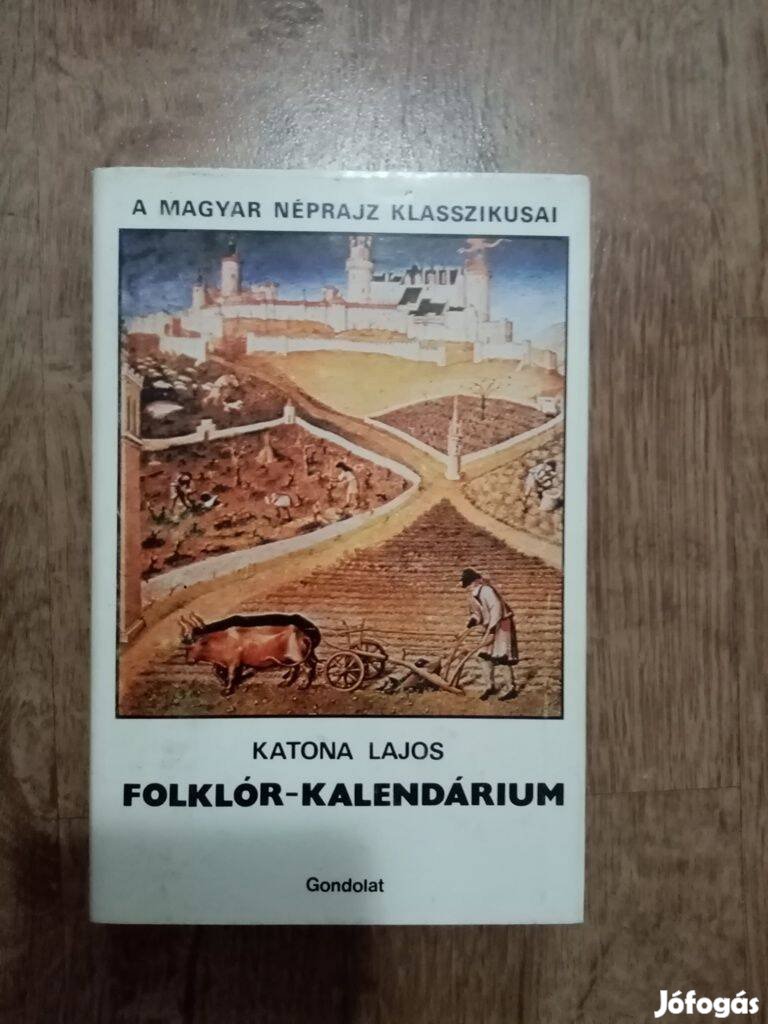 A MAGYAR NÉPRAJZ KLASSZIKUSAI
KATONA LAJOS
FOLKLÓR-KALENDÁRIUM
Gondolat
Jófogás